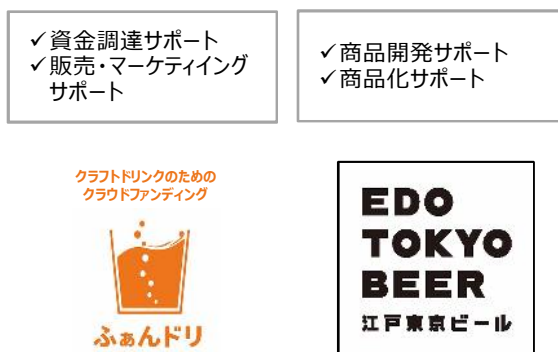 ✓資金調達サポート
✓販売・マーケティイング
サポート
✓商品開発サポート
✓商品化サポート
クラフトドリンクのための
クラウドファンディング
ふぁんドリ
EDO
TOKYO
BEER
江戸東京ビール